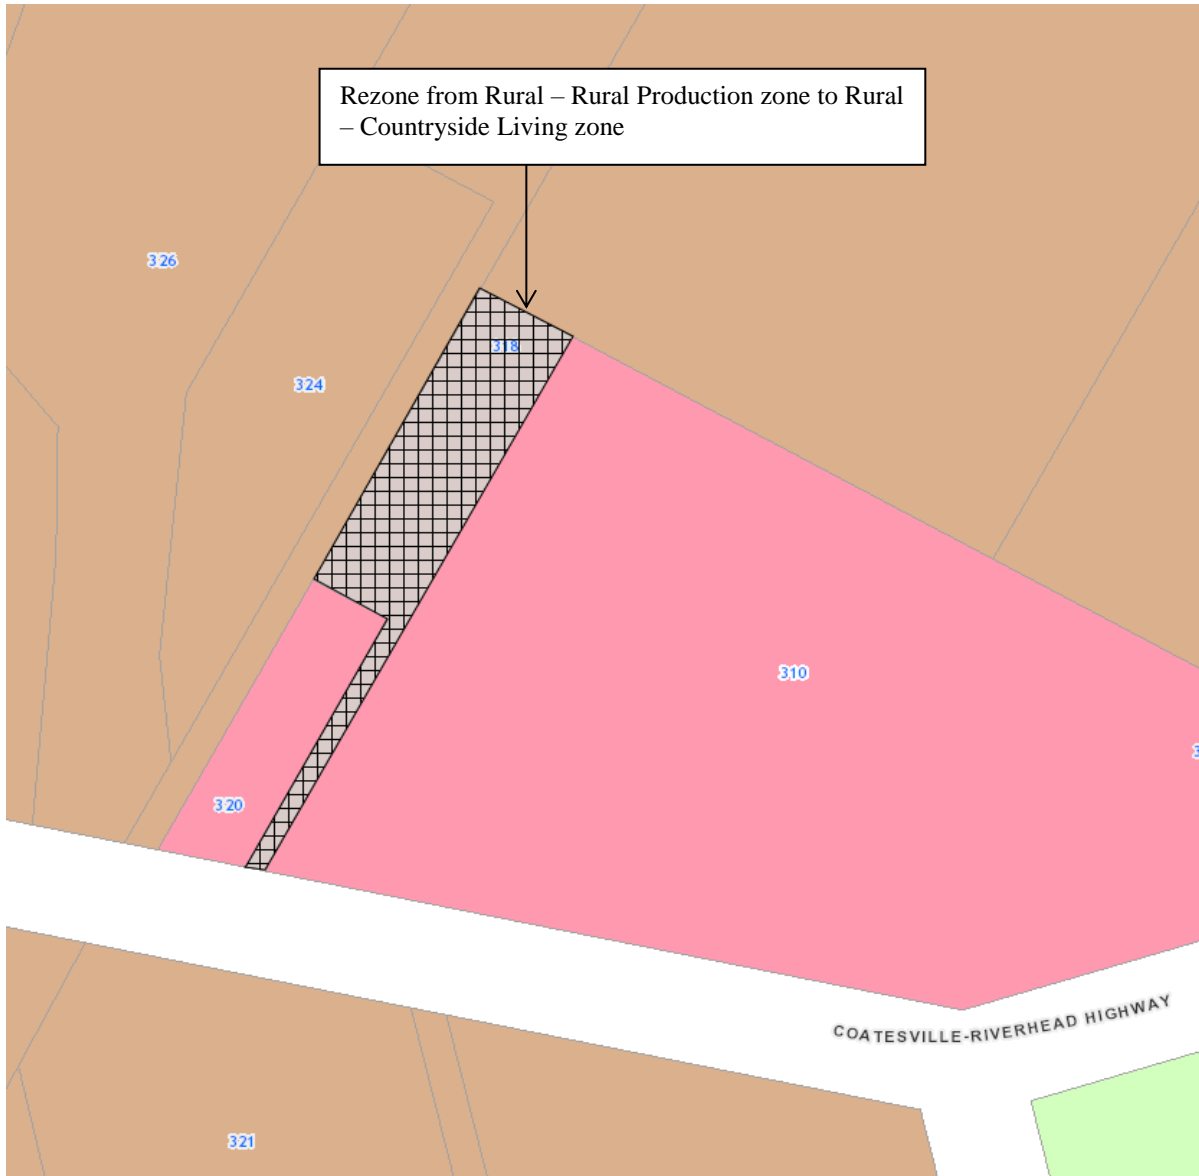 Rezone from Rural – Rural Production zone to Rural
– Countryside Living zone
326
318
324
310
3
320
COATESVILLE-RIVERHEAD HIGHWAY
321